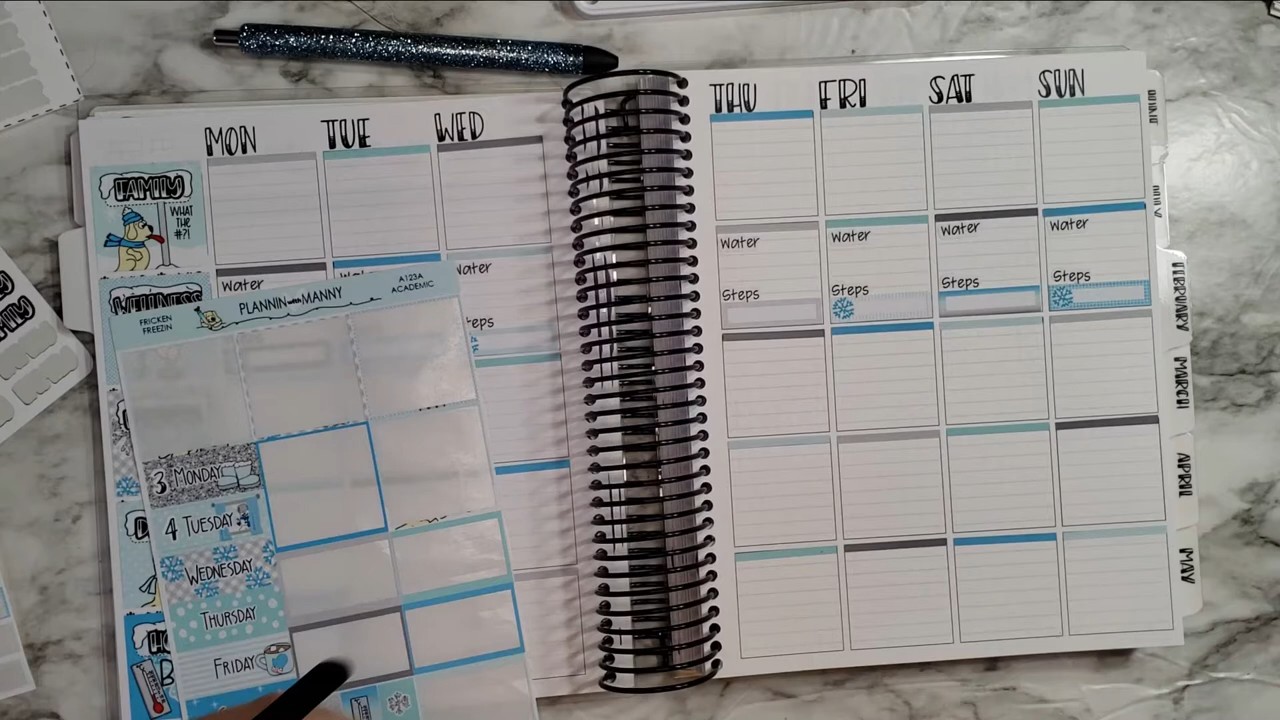 MON
TUE
WED
THU
FRI
SAT
SUN
FAMILY
WHAT
THE
#?!
WELLNESS
Water
Water
Steps
Water
Steps
Water
Steps
Water
Steps
FRICKEN
FREEZIN
PLANNIN with MANNY
A123A
ACADEMIC
3 MONDAY
4 TUESDAY
WEDNESDAY
THURSDAY
FRIDAY
FEBRUARY
MARCH
APRIL
MAY